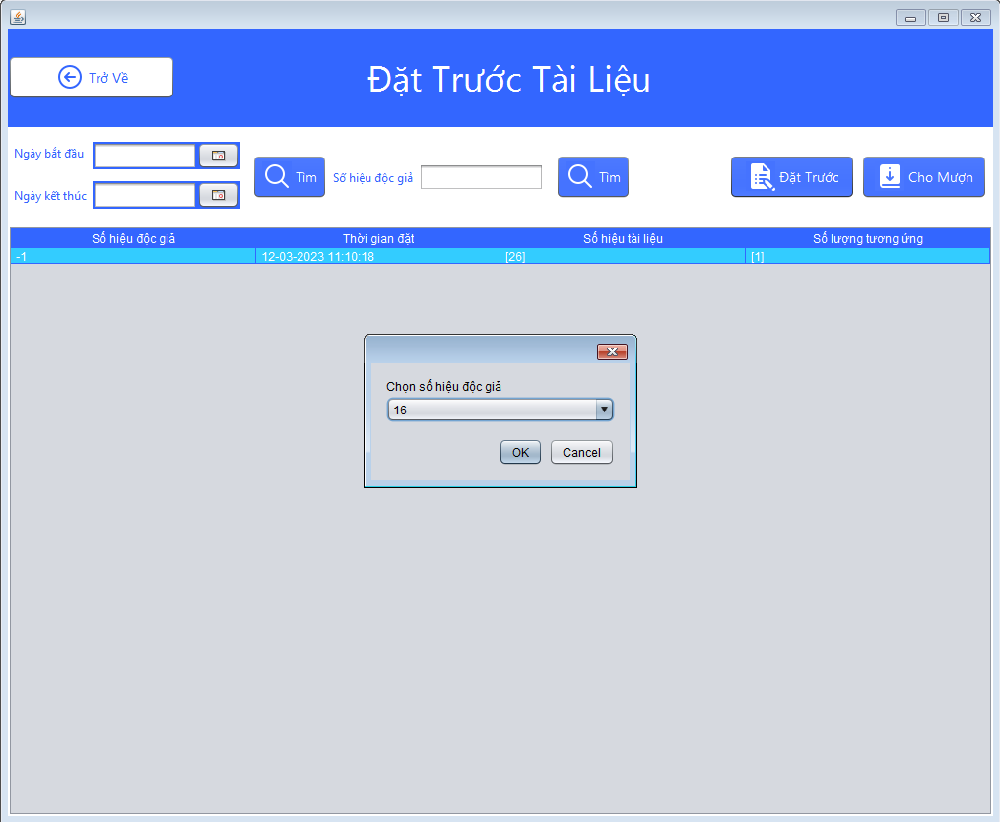 Trở Về
Đặt Trước Tài Liệu
Ngày bắt đầu
Ngày kết thúc
Tìm
Số hiệu độc giả
Tìm
Đặt Trước
Cho Mượn
Số hiệu độc giả Thời gian đặt Số hiệu tài liệu Số lượng tương ứng
-1 12-03-2023 11:10:18 [26] [1]
Chọn số hiệu độc giả
16
OK Cancel